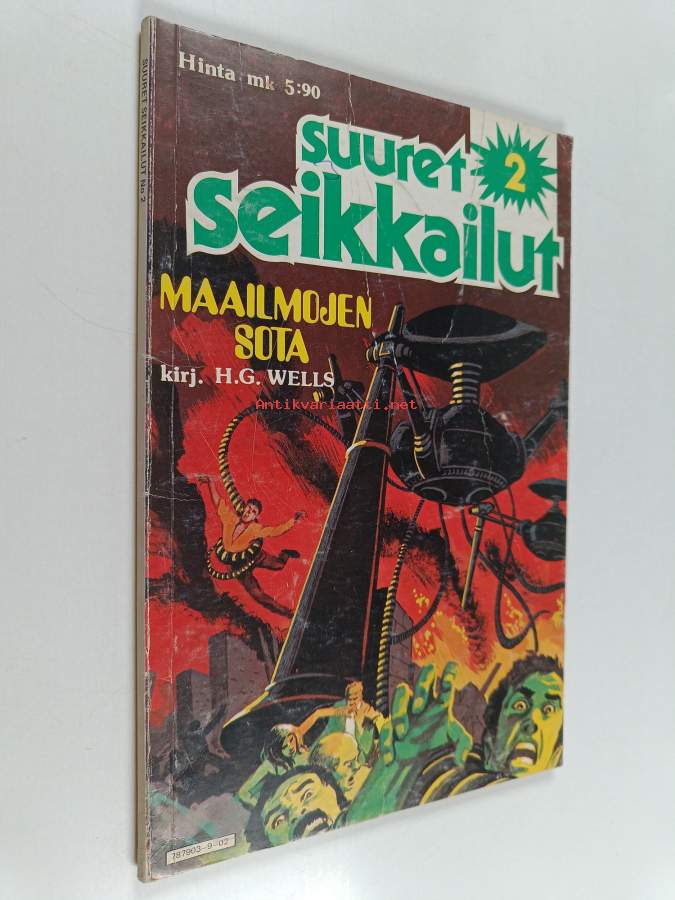 SUURET SEIKKAILUT No 2
Hinta mk 5:90
suuret
2
seikkailut
MAAILMOJEN
SOTA
kirj. H.G. WELLS
Antikvariaatti.net
787903-9-02